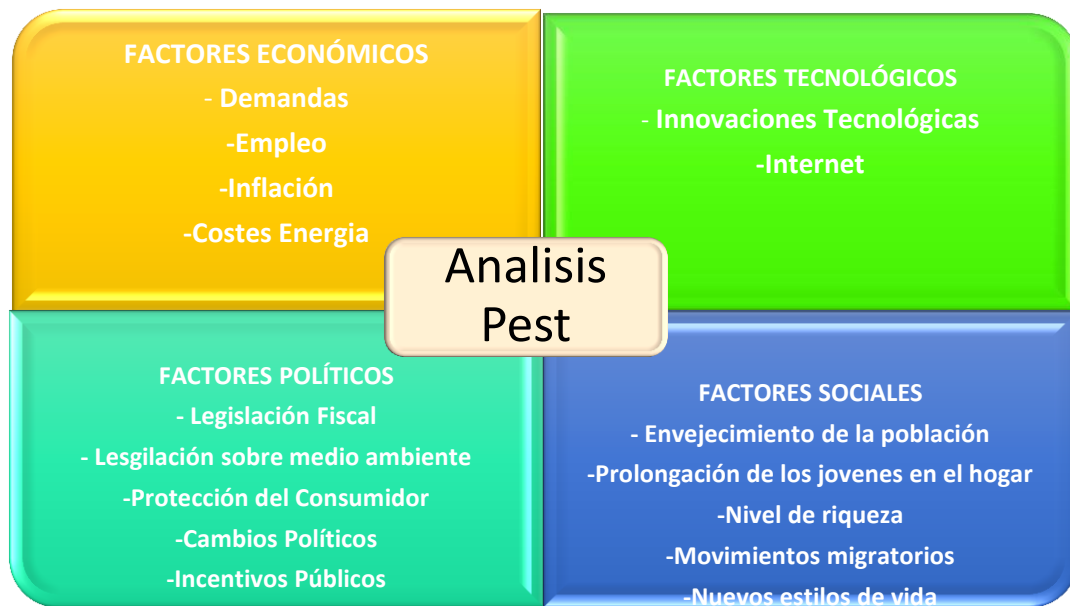 FACTORES ECONÓMICOS
- Demandas
-Empleo
-Inflación
-Costes Energia
FACTORES TECNOLÓGICOS
- Innovaciones Tecnológicas
-Internet
Analisis
Pest
FACTORES POLÍTICOS
- Legislación Fiscal
- Lesgilación sobre medio ambiente
-Protección del Consumidor
-Cambios Políticos
-Incentivos Públicos
FACTORES SOCIALES
- Envejecimiento de la población
-Prolongación de los jovenes en el hogar
-Nivel de riqueza
-Movimientos migratorios
-Nuevos estilos de vida